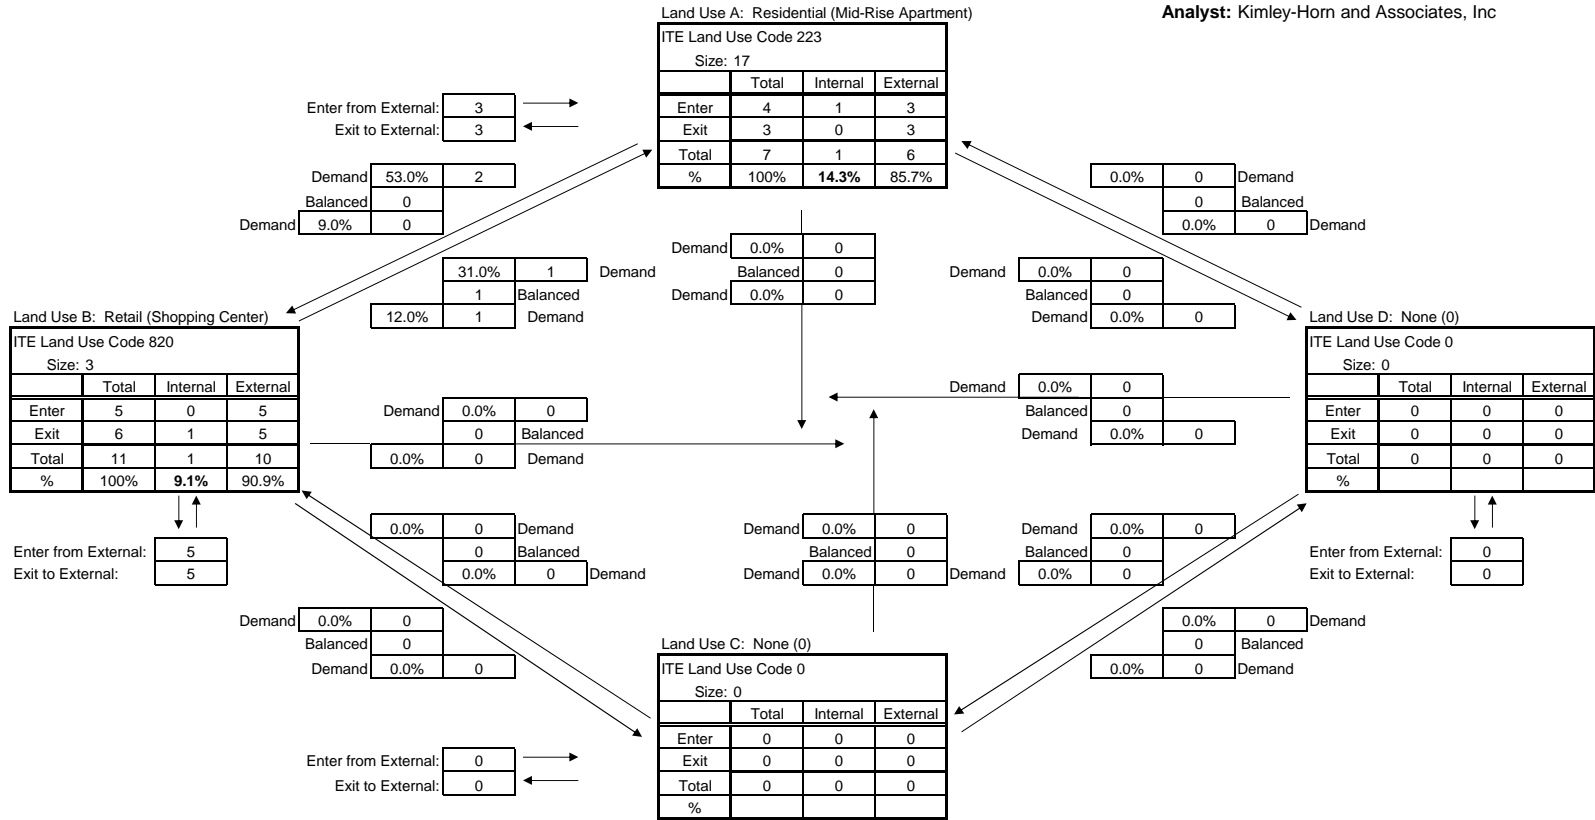 Analyst: Kimley-Horn and Associates, Inc
Land Use A: Residential (Mid-Rise Apartment)
ITE Land Use Code 223
Size: 17
Total Internal External
Enter 4 1 3
Exit 3 0 3
Total 7 1 6
% 100% 14.3% 85.7%
Enter from External: 3
Exit to External: 3
Demand 53.0% 2
Balanced 0
Demand 9.0% 0
0.0% 0 Demand
0 Balanced
0.0% 0 Demand
31.0% 1 Demand
1 Balanced
12.0% 1 Demand
Demand 0.0% 0
Balanced 0
Demand 0.0% 0
Demand 0.0% 0
Balanced 0
Demand 0.0% 0
Land Use B: Retail (Shopping Center)
ITE Land Use Code 820
Size: 3
Total Internal External
Enter 5 0 5
Exit 6 1 5
Total 11 1 10
% 100% 9.1% 90.9%
Enter from External: 5
Exit to External: 5
Demand 0.0% 0
0 Balanced
0.0% 0 Demand
Demand 0.0% 0
Balanced 0
Demand 0.0% 0
Land Use D: None (0)
ITE Land Use Code 0
Size: 0
Total Internal External
Enter 0 0 0
Exit 0 0 0
Total 0 0 0
%
Enter from External: 0
Exit to External: 0
0.0% 0 Demand
0 Balanced
0.0% 0 Demand
Demand 0.0% 0
Balanced 0
Demand 0.0% 0
Demand 0.0% 0
Balanced 0
Demand 0.0% 0
Demand 0.0% 0
Balanced 0
Demand 0.0% 0
0.0% 0 Demand
0 Balanced
0.0% 0 Demand
Land Use C: None (0)
ITE Land Use Code 0
Size: 0
Total Internal External
Enter 0 0 0
Exit 0 0 0
Total 0 0 0
%
Enter from External: 0
Exit to External: 0